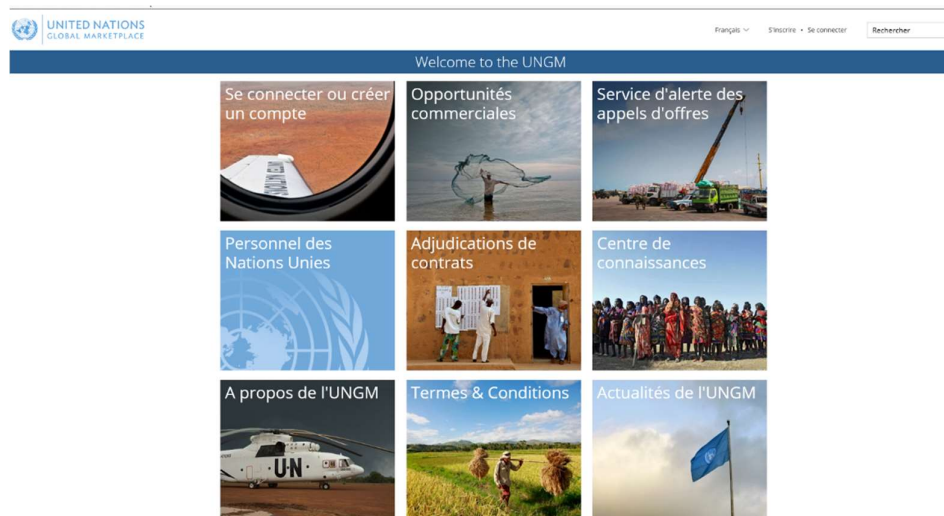 UNITED NATIONS
GLOBAL MARKETPLACE
Français
S'inscrire • Se connecter
Rechercher
Welcome to the UNGM
Se connecter ou créer
un compte
Opportunités
commerciales
Service d'alerte des
appels d'offres
Personnel des
Nations Unies
Adjudications de
contrats
Centre de
connaissances
A propos de l'UNGM
Termes & Conditions
Actualités de l'UNGM
UN